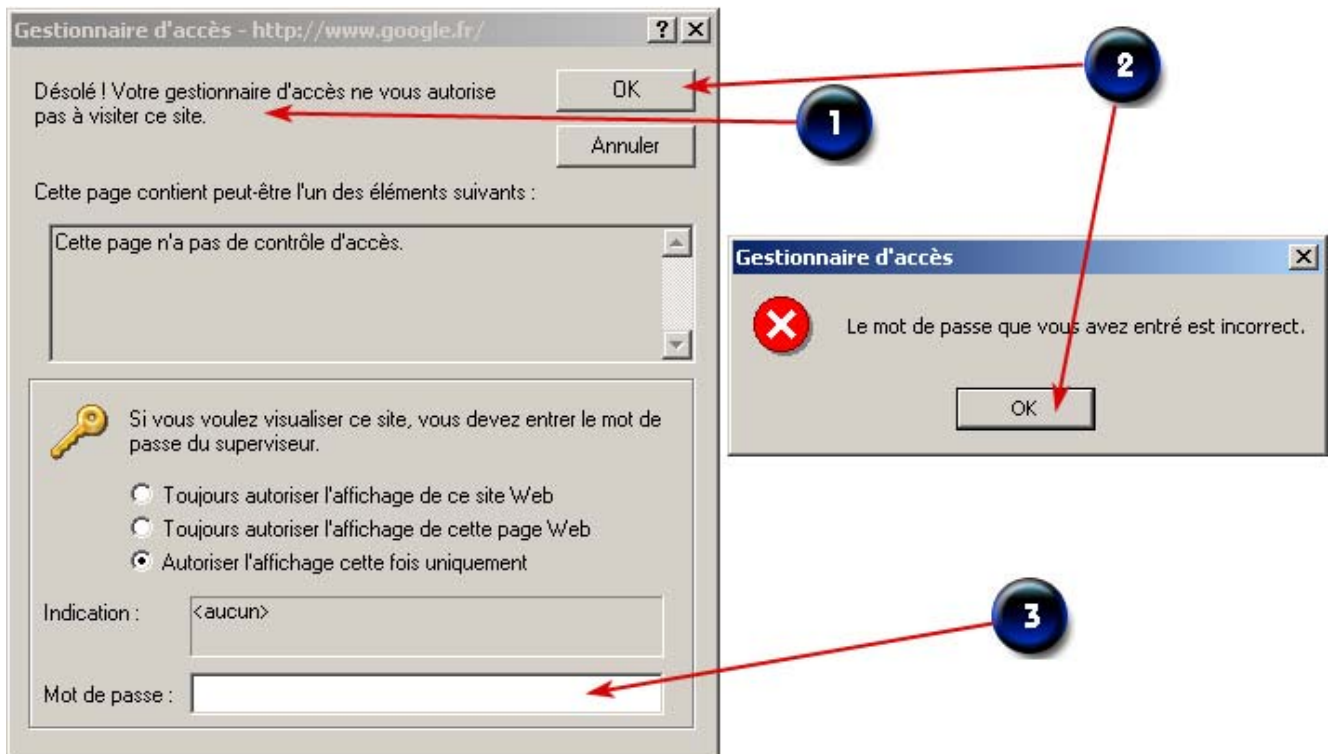 Gestionnaire d'accès - http://www.google.fr/
Désolé ! Votre gestionnaire d'accès ne vous autorise
pas à visiter ce site.
OK
Annuler
Cette page contient peut-être l'un des éléments suivants :
Cette page n'a pas de contrôle d'accès.
Si vous voulez visualiser ce site, vous devez entrer le mot de
passe du superviseur.
Toujours autoriser l'affichage de ce site Web
Toujours autoriser l'affichage de cette page Web
Autoriser l'affichage cette fois uniquement
Indication :
<aucun>
Mot de passe :
2
1
Gestionnaire d'accès
Le mot de passe que vous avez entré est incorrect.
OK
3